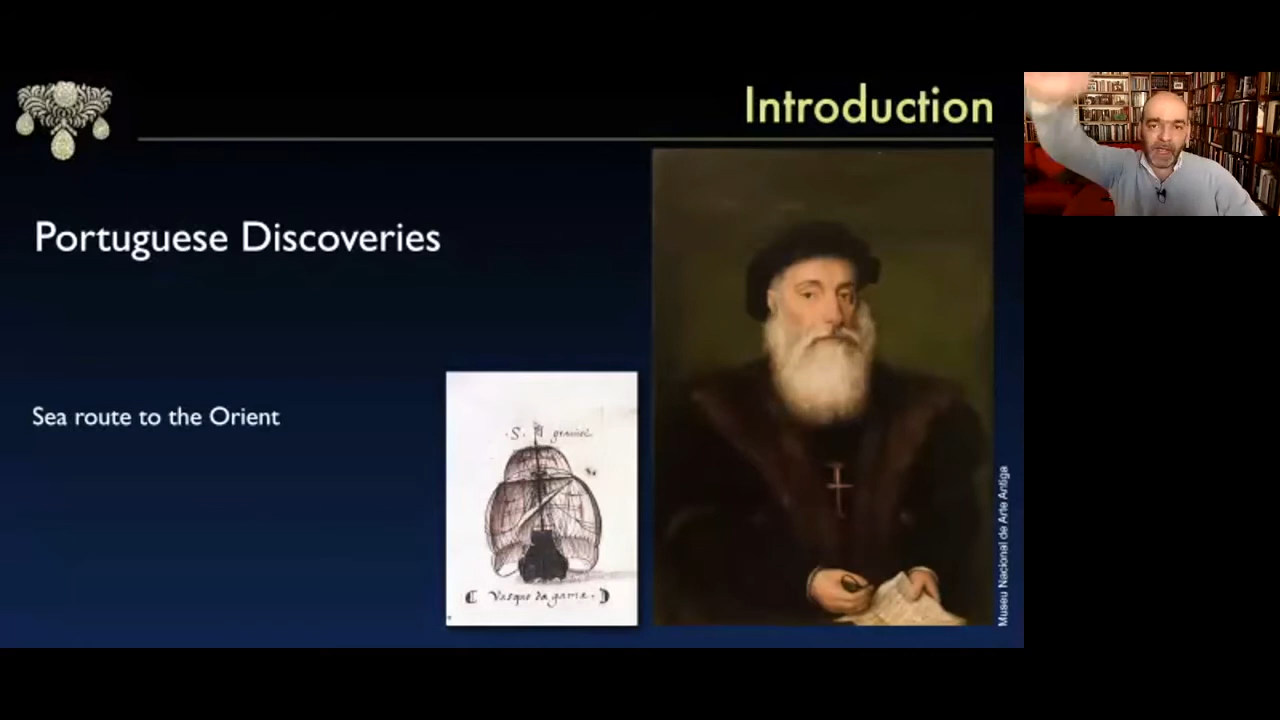 Introduction
Portuguese Discoveries
Sea route to the Orient
Vasquo da gama.
Museu Nacional de Arte Antiga